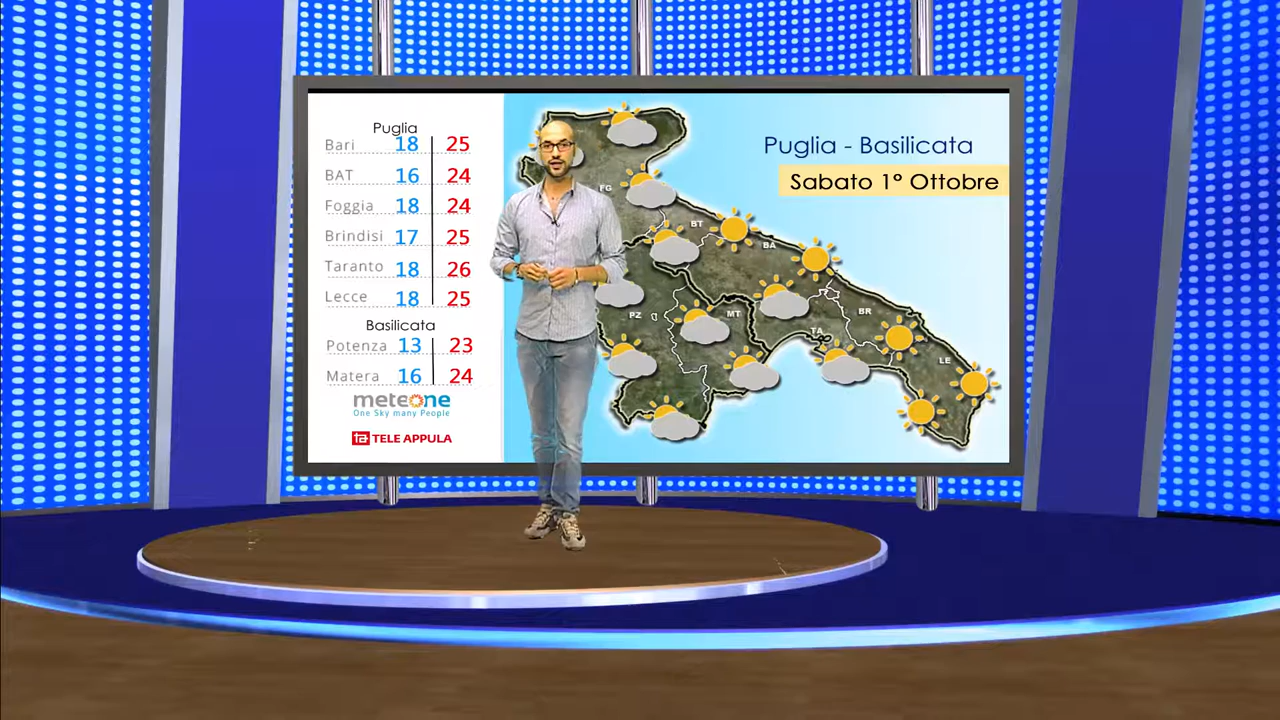 Puglia
Bari 18 25
BAT 16 24
Foggia 18 24
Brindisi 17 25
Taranto 18 26
Lecce 18 25
Basilicata
Potenza 13 23
Matera 16 24
meteone
One Sky many People
ta TELE APPULA
Puglia - Basilicata
Sabato 1° Ottobre
FG
BT
BA
PZ
MT
TA
BR
LE